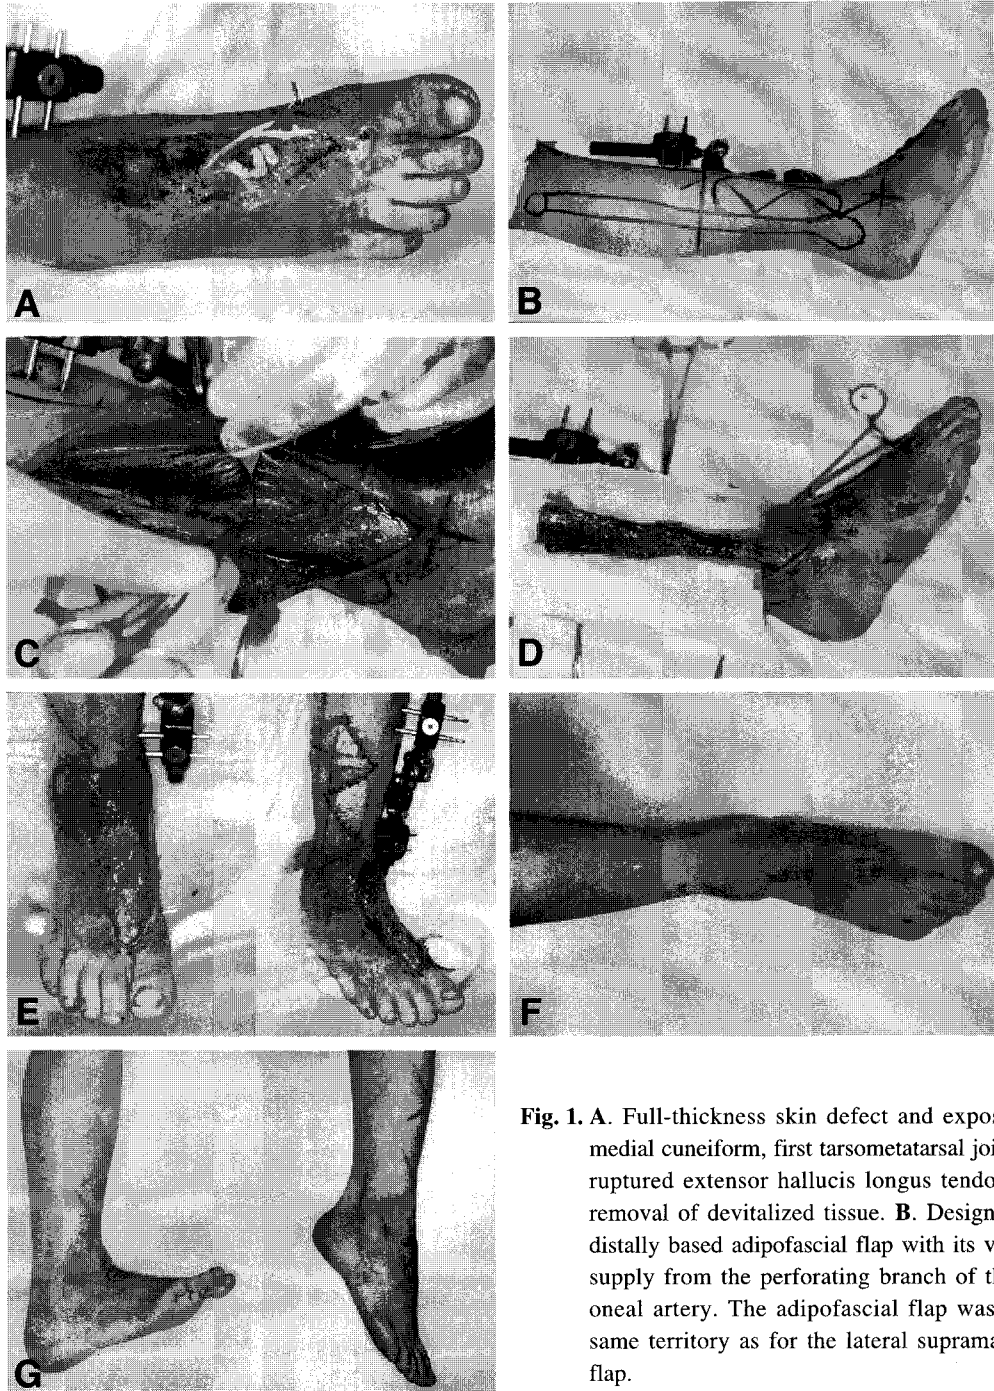 A
B
C
D
E
F
G
Fig. 1. A. Full-thickness skin defect and
medial cuneiform, first tarsometatarsal
ruptured extensor hallucis longus
removal of devitalized tissue. B. Design
distally based adipofascial flap with its
supply from the perforating branch of
oneal artery. The adipofascial flap was
same territory as for the lateral
flap.